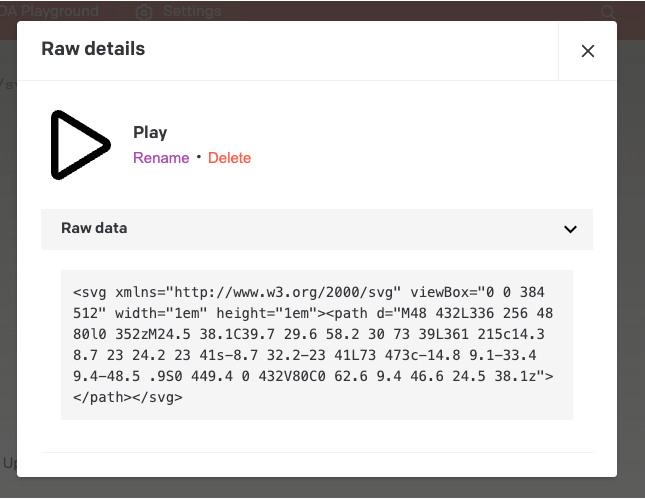 DA Playground
Settings
Raw details
Play
Rename • Delete
Raw data
<svg xmlns="http://www.w3.org/2000/svg" viewBox="0 0 384
512" width="1em" height="1em"><path d="M48 432L336 256 48
80l0 352zM24.5 38.1C39.7 29.6 58.2 30 73 39L361 215c14.3
8.7 23 24.2 23 41s-8.7 32.2-23 41L73 473c-14.8 9.1-33.4
9.4-48.5 .9S0 449.4 0 432V80C0 62.6 9.4 46.6 24.5 38.1z">
</path></svg>